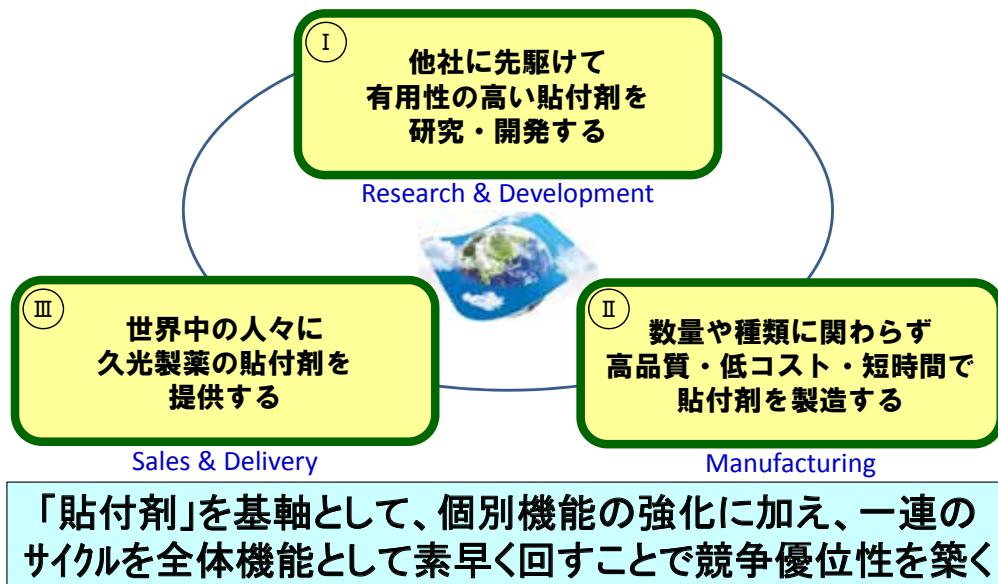 Ⅰ
他社に先駆けて
有用性の高い貼付剤を
研究・開発する
Research & Development
Ⅲ
世界中の人々に
久光製薬の貼付剤を
提供する
Sales & Delivery
Ⅱ
数量や種類に関わらず
高品質・低コスト・短時間で
貼付剤を製造する
Manufacturing
「貼付剤」を基軸として、個別機能の強化に加え、一連の
サイクルを全体機能として素早く回すことで競争優位性を築く